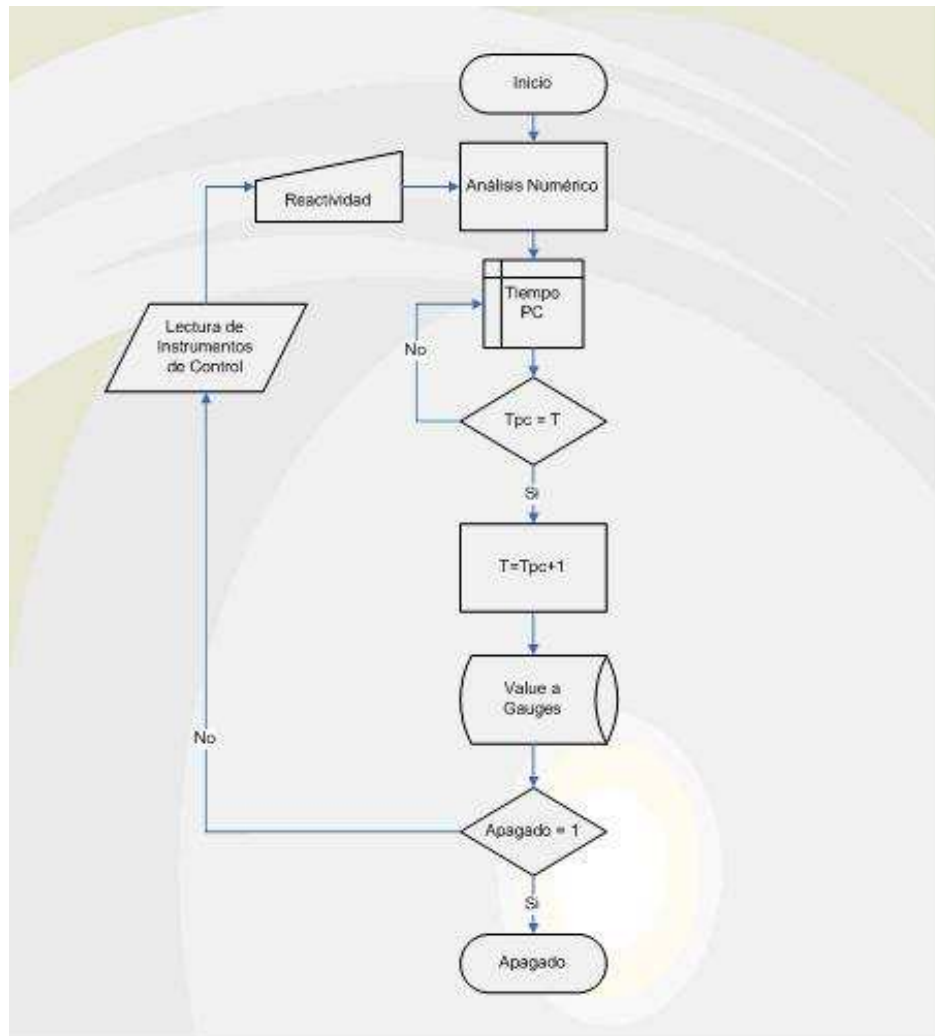 Inicio
Análisis Numérico
Reactividad
Tiempo
PC
Lectura de
Instrumentos
de Control
No
Tpc = T
Si
T=Tpc+1
Value a
Gauges
No
Apagado = 1
Si
Apagado